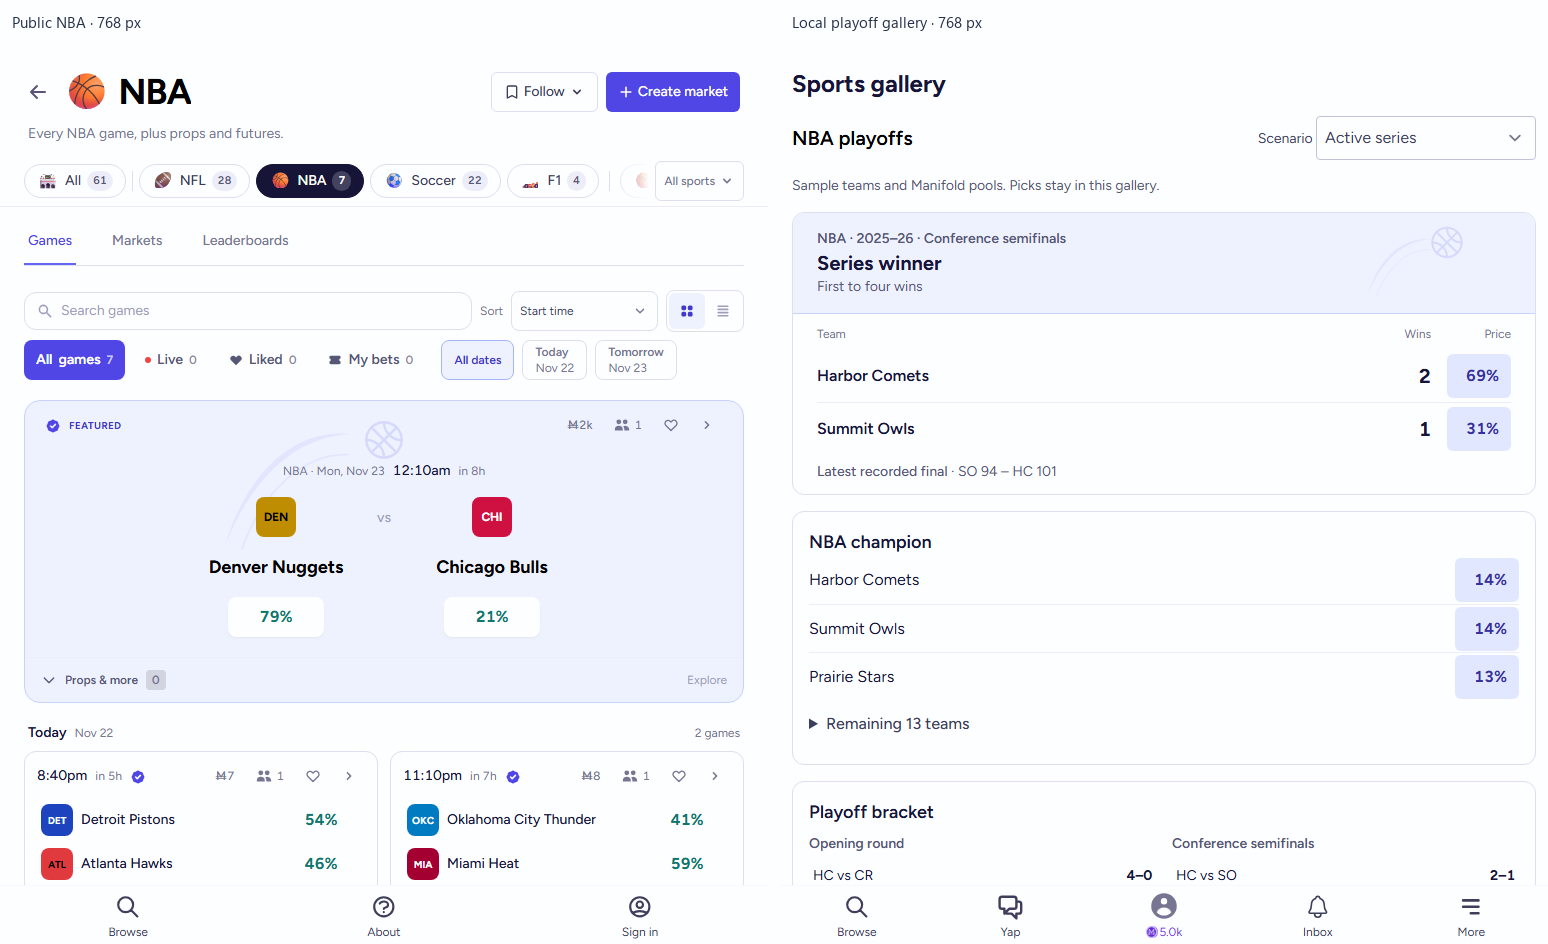 Public NBA · 768 px
NBA
Follow
Create market
Every NBA game, plus props and futures.
All 61
NFL 28
NBA 7
Soccer 22
F1 4
All sports
Games
Markets
Leaderboards
Search games
Sort
Start time
All games 7
Live 0
Liked 0
My bets 0
All dates
Today
Nov 22
Tomorrow
Nov 23
FEATURED
M2k
1
NBA · Mon, Nov 23 12:10am in 8h
DEN
vs
CHI
Denver Nuggets
Chicago Bulls
79%
21%
Props & more 0
Explore
Today Nov 22
2 games
8:40pm in 5h
M7
1
DET Detroit Pistons 54%
ATL Atlanta Hawks 46%
11:10pm in 7h
M8
1
OKC Oklahoma City Thunder 41%
MIA Miami Heat 59%
Browse
About
Sign in
Local playoff gallery · 768 px
Sports gallery
NBA playoffs
Scenario Active series
Sample teams and Manifold pools. Picks stay in this gallery.
NBA · 2025–26 · Conference semifinals
Series winner
First to four wins
Team Wins Price
Harbor Comets 2 69%
Summit Owls 1 31%
Latest recorded final · SO 94 – HC 101
NBA champion
Harbor Comets 14%
Summit Owls 14%
Prairie Stars 13%
Remaining 13 teams
Playoff bracket
Opening round
Conference semifinals
HC vs CR 4–0
HC vs SO 2–1
Browse
Yap
M5.0k
Inbox
More